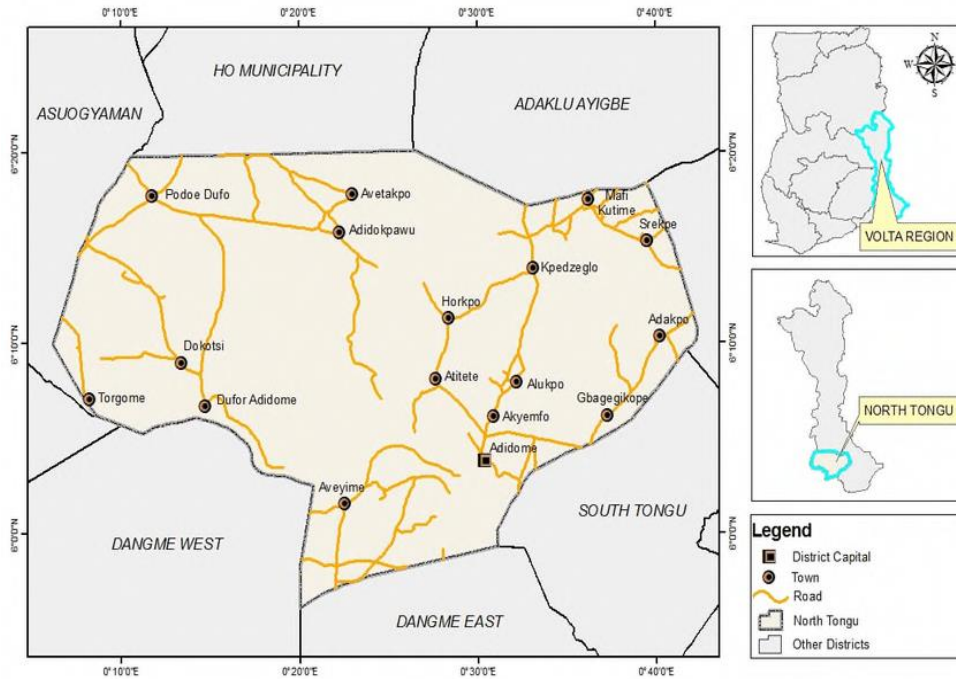 0°10'0"E 0°20'0"E 0°30'0"E 0°40'0"E
HO MUNICIPALITY
ASUOGYAMAN
ADAKLU AYIGBE
6°20'0"N
6°20'0"N
Podoe Dufo
Avetakpo
Mafi
Kutime
Adidokpawu
Srekpe
Kpedzeglo
Horkpo
Adakpo
6°10'0"N
6°10'0"N
Dokotsi
Atitete
Alukpo
Torgome
Dufor Adidome
Gbagegikope
Akyemfo
Adidome
Aveyime
SOUTH TONGU
6°0'0"N
6°0'0"N
DANGME WEST
DANGME EAST
0°10'0"E 0°20'0"E 0°30'0"E 0°40'0"E
N
W E
S
VOLTA REGION
NORTH TONGU
Legend
District Capital
Town
Road
North Tongu
Other Districts